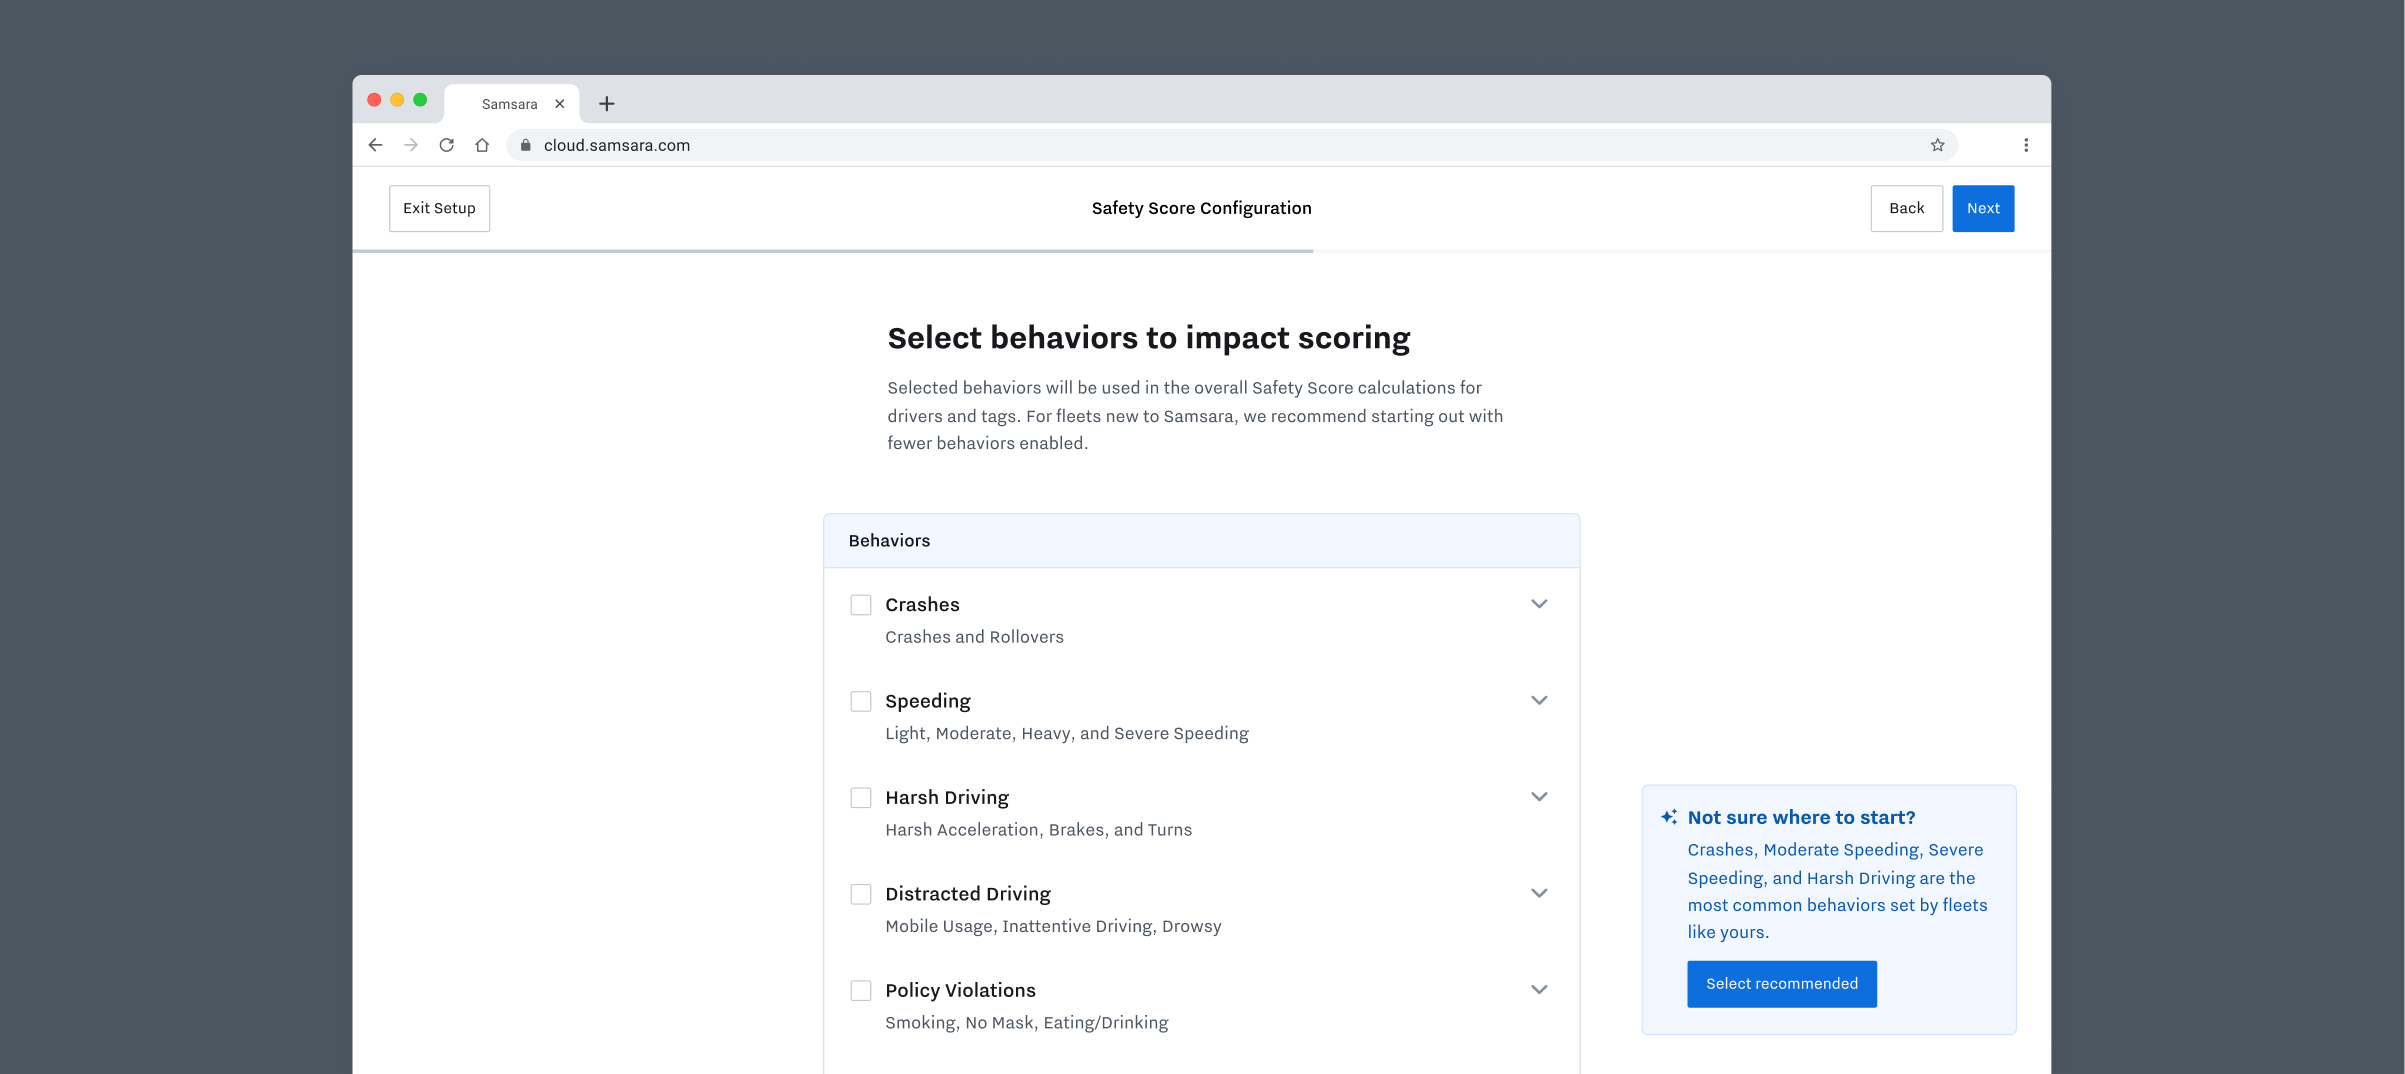 Samsara
cloud.samsara.com
Exit Setup
Safety Score Configuration
Back
Next
Select behaviors to impact scoring
Selected behaviors will be used in the overall Safety Score calculations for
drivers and tags. For fleets new to Samsara, we recommend starting out with
fewer behaviors enabled.
Behaviors
Crashes
Crashes and Rollovers
Speeding
Light, Moderate, Heavy, and Severe Speeding
Harsh Driving
Harsh Acceleration, Brakes, and Turns
Distracted Driving
Mobile Usage, Inattentive Driving, Drowsy
Policy Violations
Smoking, No Mask, Eating/Drinking
Not sure where to start?
Crashes, Moderate Speeding, Severe
Speeding, and Harsh Driving are the
most common behaviors set by fleets
like yours.
Select recommended